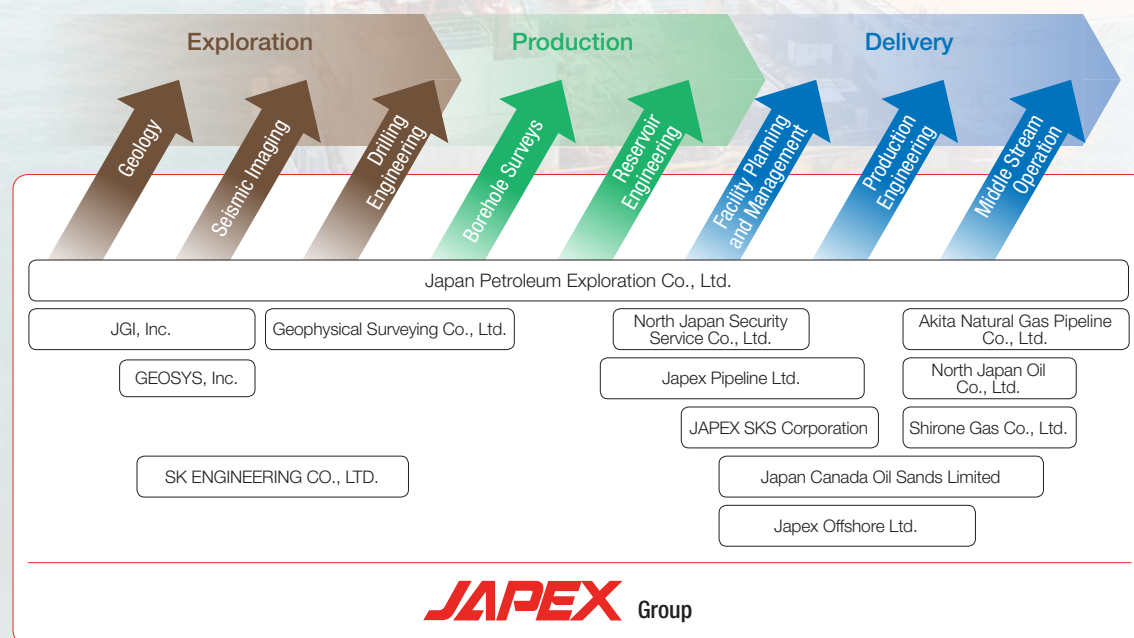 Exploration
Production
Delivery
Geology
Seismic Imaging
Drilling
Engineering
Borehole Surveys
Reservoir
Engineering
Facility Planning
and Management
Production
Engineering
Middle Stream
Operation
Japan Petroleum Exploration Co., Ltd.
JGI, Inc.
Geophysical Surveying Co., Ltd.
North Japan Security
Service Co., Ltd.
Akita Natural Gas Pipeline
Co., Ltd.
GEOSYS, Inc.
Japex Pipeline Ltd.
North Japan Oil
Co., Ltd.
JAPEX SKS Corporation
Shirone Gas Co., Ltd.
SK ENGINEERING CO., LTD.
Japan Canada Oil Sands Limited
Japex Offshore Ltd.
JAPEX Group